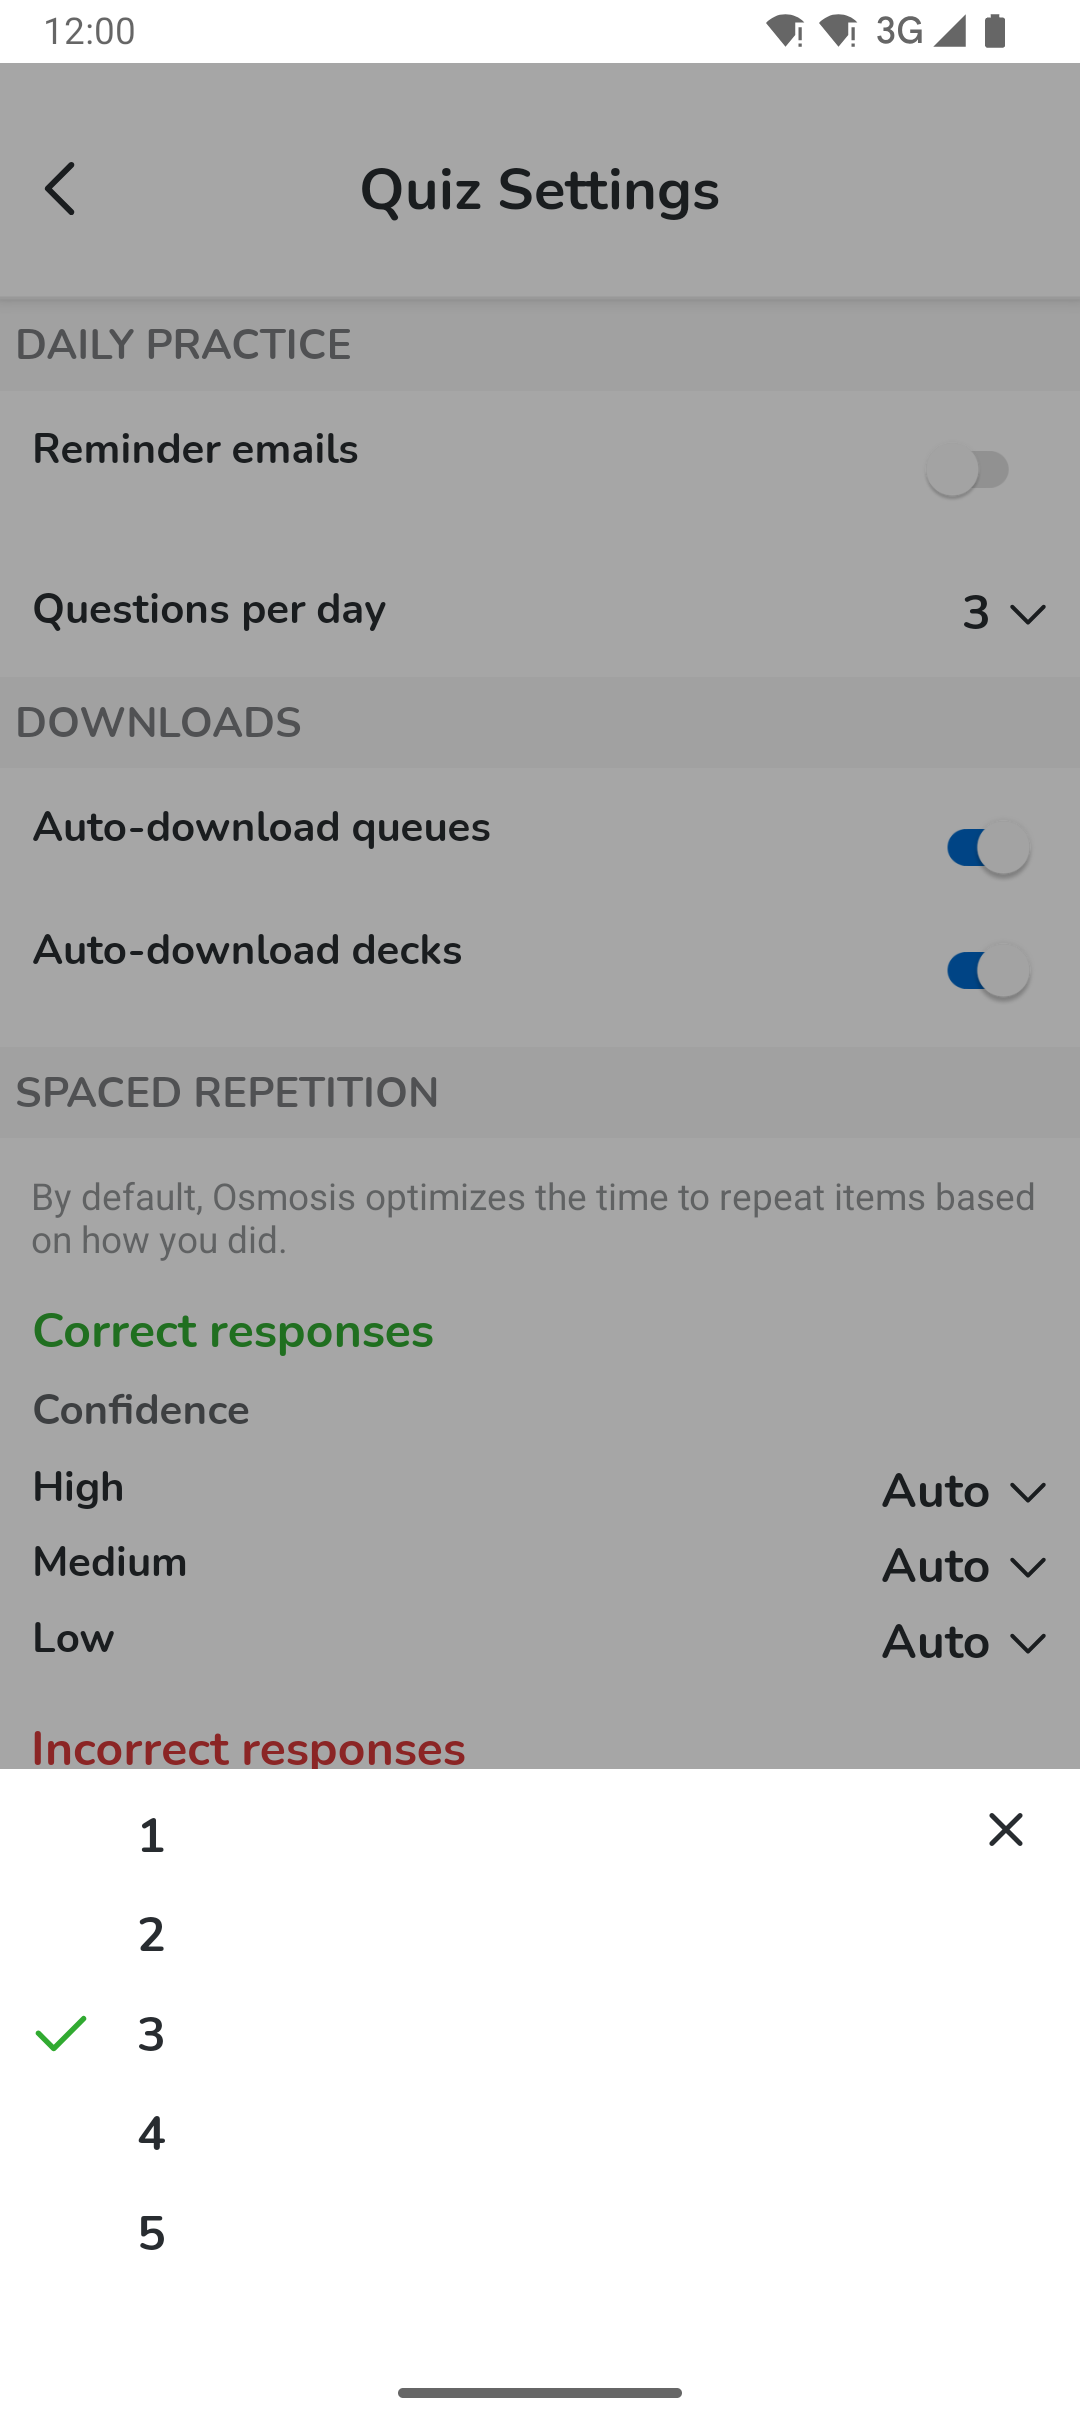 12:00
3G
Quiz Settings
DAILY PRACTICE
Reminder emails
Questions per day 3
DOWNLOADS
Auto-download queues
Auto-download decks
SPACED REPETITION
By default, Osmosis optimizes the time to repeat items based
on how you did.
Correct responses
Confidence
High Auto
Medium Auto
Low Auto
Incorrect responses
1
2
3
4
5